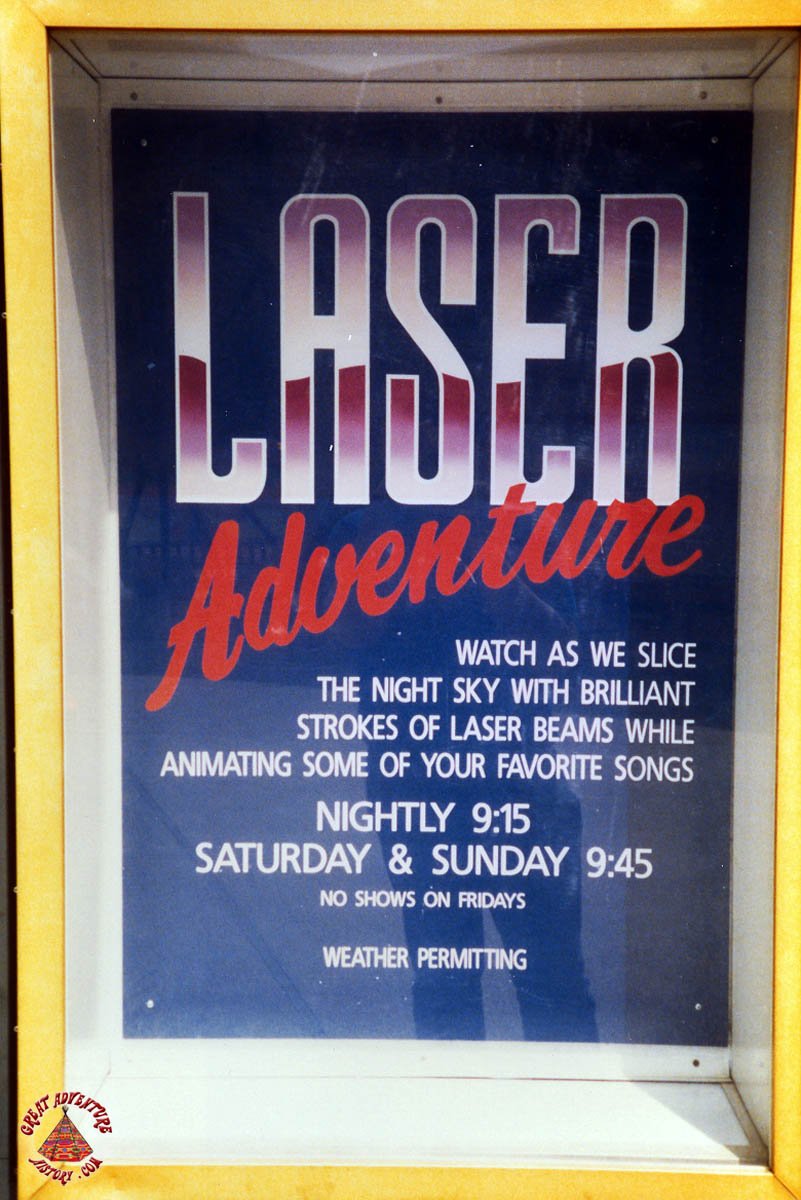 LASER
Adventure
WATCH AS WE SLICE
THE NIGHT SKY WITH BRILLIANT
STROKES OF LASER BEAMS WHILE
ANIMATING SOME OF YOUR FAVORITE SONGS
NIGHTLY 9:15
SATURDAY & SUNDAY 9:45
NO SHOWS ON FRIDAYS
WEATHER PERMITTING
GREAT ADVENTURE
HISTORY.COM